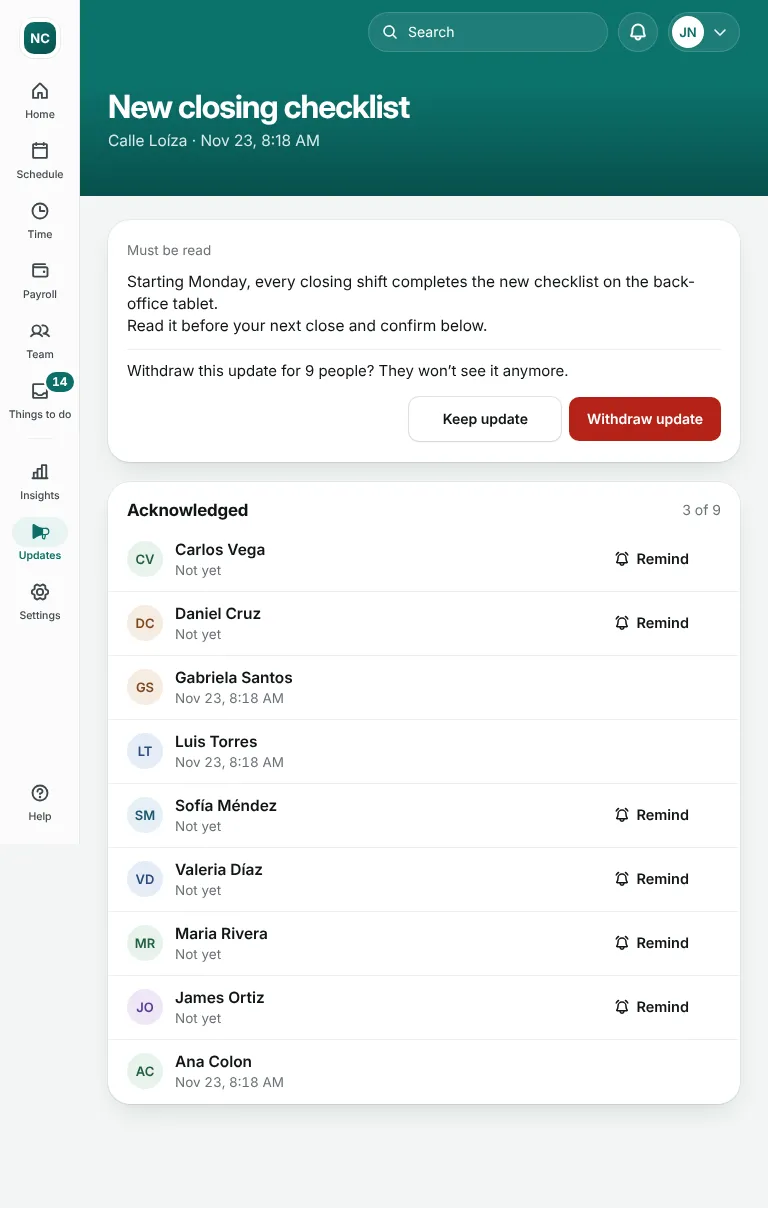 NC
Search
JN
Home
Schedule
Time
Payroll
Team
14
Things to do
Insights
Updates
Settings
Help
New closing checklist
Calle Loíza · Nov 23, 8:18 AM
Must be read
Starting Monday, every closing shift completes the new checklist on the back-
office tablet.
Read it before your next close and confirm below.
Withdraw this update for 9 people? They won’t see it anymore.
Keep update
Withdraw update
Acknowledged
3 of 9
CV
Carlos Vega
Not yet
Remind
DC
Daniel Cruz
Not yet
Remind
GS
Gabriela Santos
Nov 23, 8:18 AM
LT
Luis Torres
Nov 23, 8:18 AM
SM
Sofía Méndez
Not yet
Remind
VD
Valeria Díaz
Not yet
Remind
MR
Maria Rivera
Not yet
Remind
JO
James Ortiz
Not yet
Remind
AC
Ana Colon
Nov 23, 8:18 AM